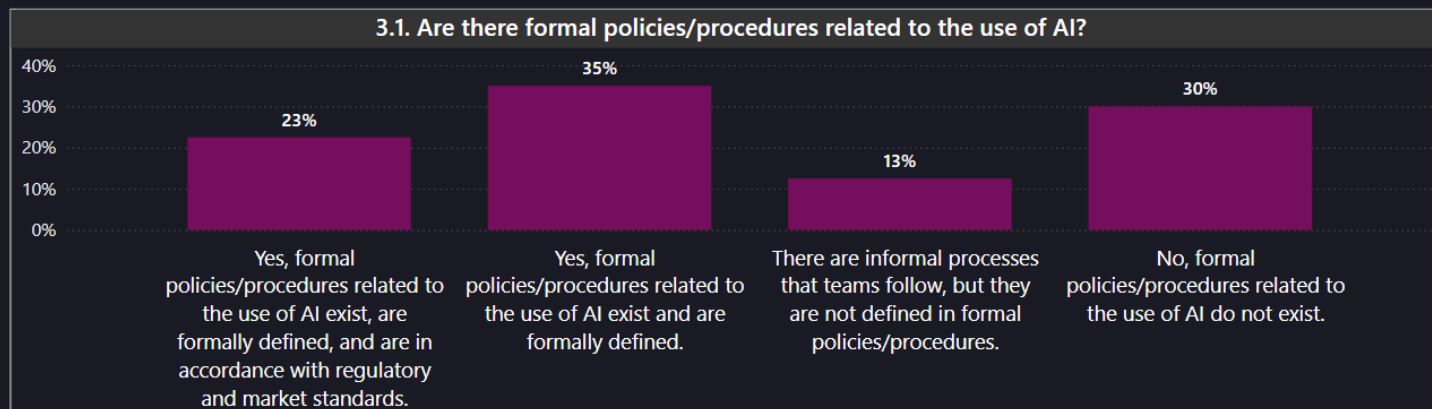 3.1. Are there formal policies/procedures related to the use of AI?
40%
30%
20%
10%
0%
23%
35%
13%
30%
Yes, formal
policies/procedures related to
the use of AI exist, are
formally defined, and are in
accordance with regulatory
and market standards.
Yes, formal
policies/procedures related to
the use of AI exist and are
formally defined.
There are informal processes
that teams follow, but they
are not defined in formal
policies/procedures.
No, formal
policies/procedures related to
the use of AI do not exist.